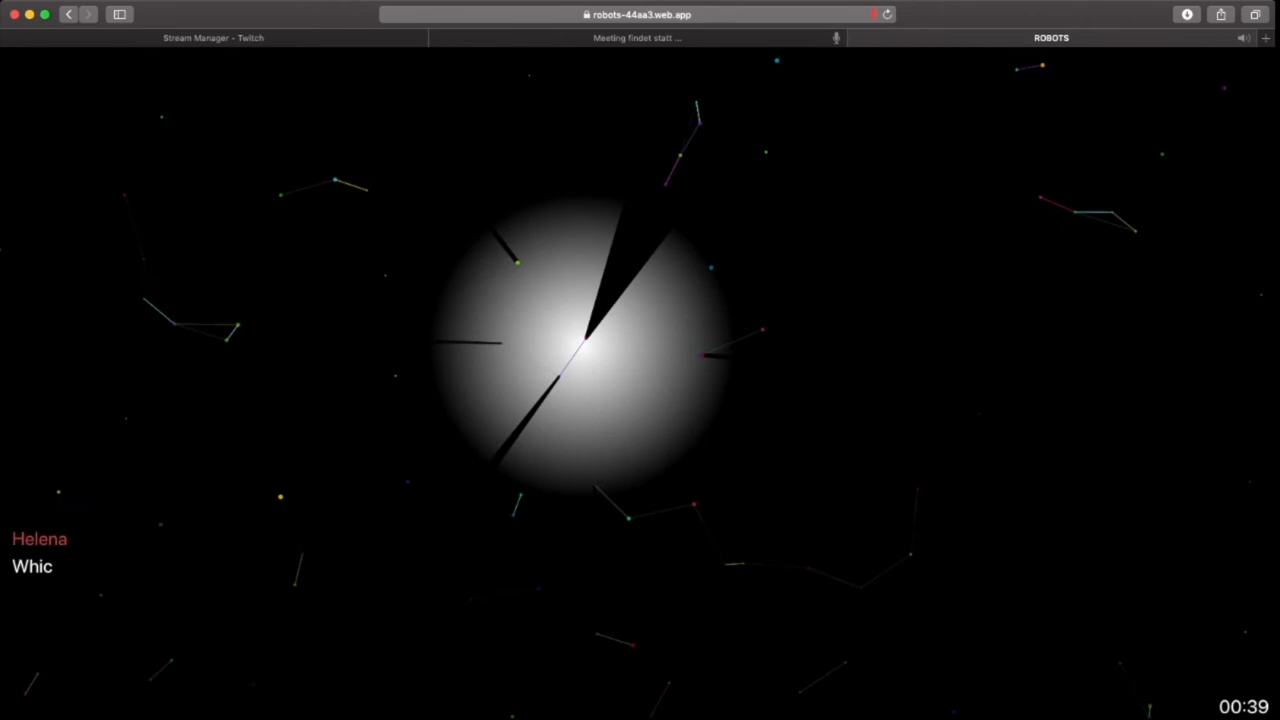 robots-44aa3.web.app
Stream Manager - Twitch
Meeting findet statt ...
ROBOTS
Helena
Whic
00:39